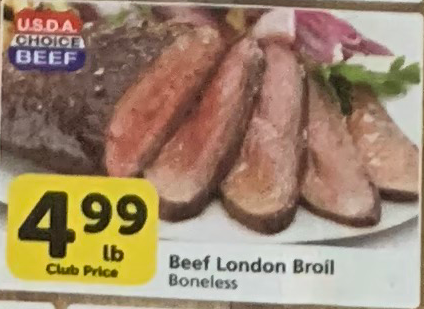 U.S.D.A.
CHOICE
BEEF
4.99
lb
Club Price
Beef London Broil
Boneless